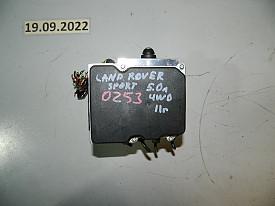 19.09.2022
LAND ROVER
SPORT 5.0л
0253 4WD
11г